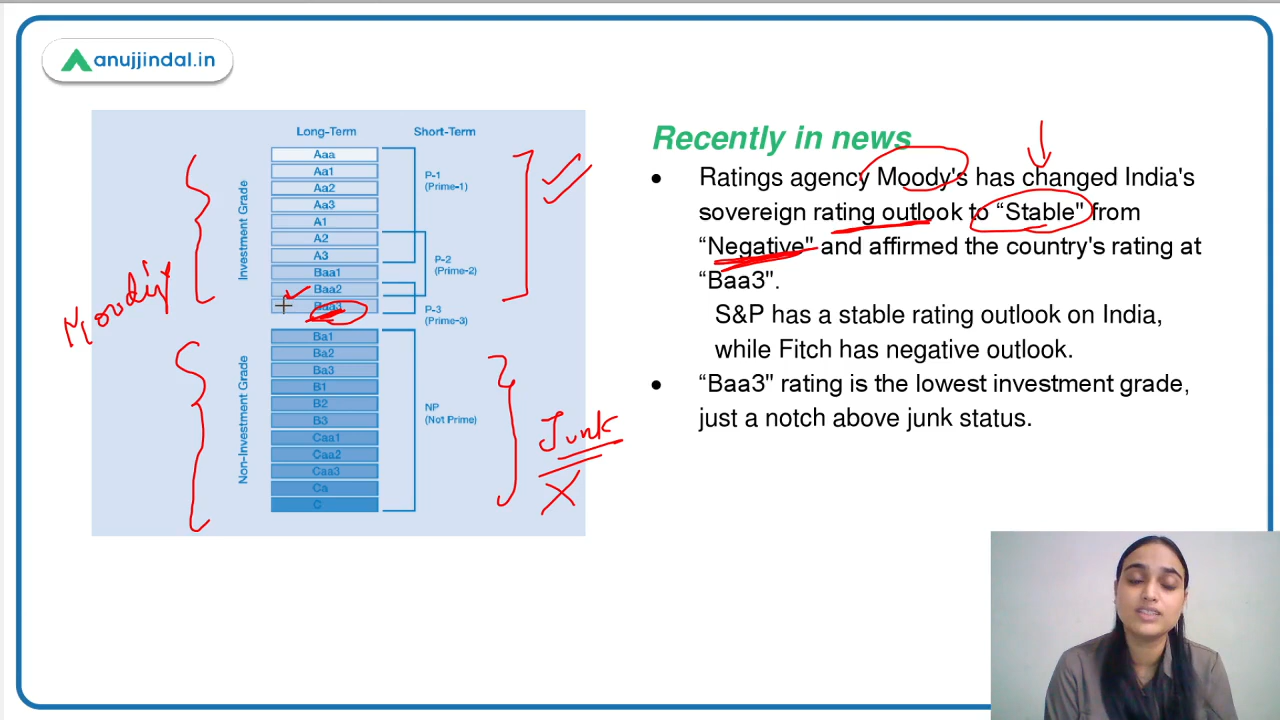 anujjindal.in
Long-Term Short-Term
Investment Grade
Aaa
Aa1
Aa2
Aa3
A1
A2
A3
Baa1
Baa2
Baa3
P-1
(Prime-1)
P-2
(Prime-2)
P-3
(Prime-3)
Non-Investment Grade
Ba1
Ba2
Ba3
B1
B2
B3
Caa1
Caa2
Caa3
Ca
C
NP
(Not Prime)
Junk
Recently in news
• Ratings agency Moody's has changed India's
sovereign rating outlook to “Stable" from
“Negative" and affirmed the country's rating at
“Baa3".
S&P has a stable rating outlook on India,
while Fitch has negative outlook.
• “Baa3" rating is the lowest investment grade,
just a notch above junk status.